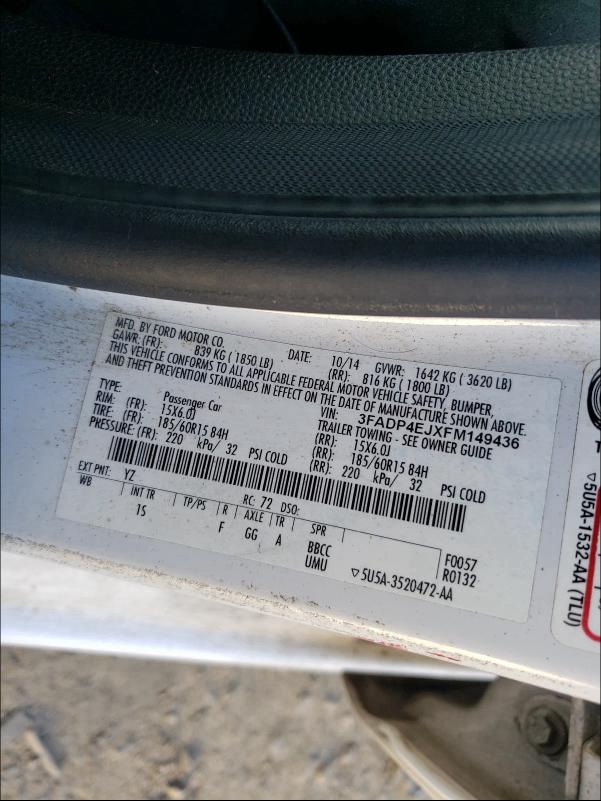 MFD. BY FORD MOTOR CO.
DATE: 10/14 GVWR: 1642 KG ( 3620 LB)
GAWR: (FR): 839 KG ( 1850 LB) (RR): 816 KG ( 1800 LB)
THIS VEHICLE CONFORMS TO ALL APPLICABLE FEDERAL MOTOR VEHICLE SAFETY, BUMPER,
AND THEFT PREVENTION STANDARDS IN EFFECT ON THE DATE OF MANUFACTURE SHOWN ABOVE.
VIN: 3FADP4EJXFM149436
TYPE: Passenger Car TRAILER TOWING - SEE OWNER GUIDE
RIM: (FR): 15X6.0J (RR): 15X6.0J
TIRE: (FR): 185/60R15 84H (RR): 185/60R15 84H
PRESSURE: (FR): 220 kPa/ 32 PSI COLD (RR): 220 kPa/ 32 PSI COLD
EXT PNT: YZ RC: 72 DSO:
WB INT TR TP/PS R AXLE TR SPR
1S F GG A BBCC F0057
UMU R0132
▽5U5A-3520472-AA
▽5U5A-1532-AA (TLU)